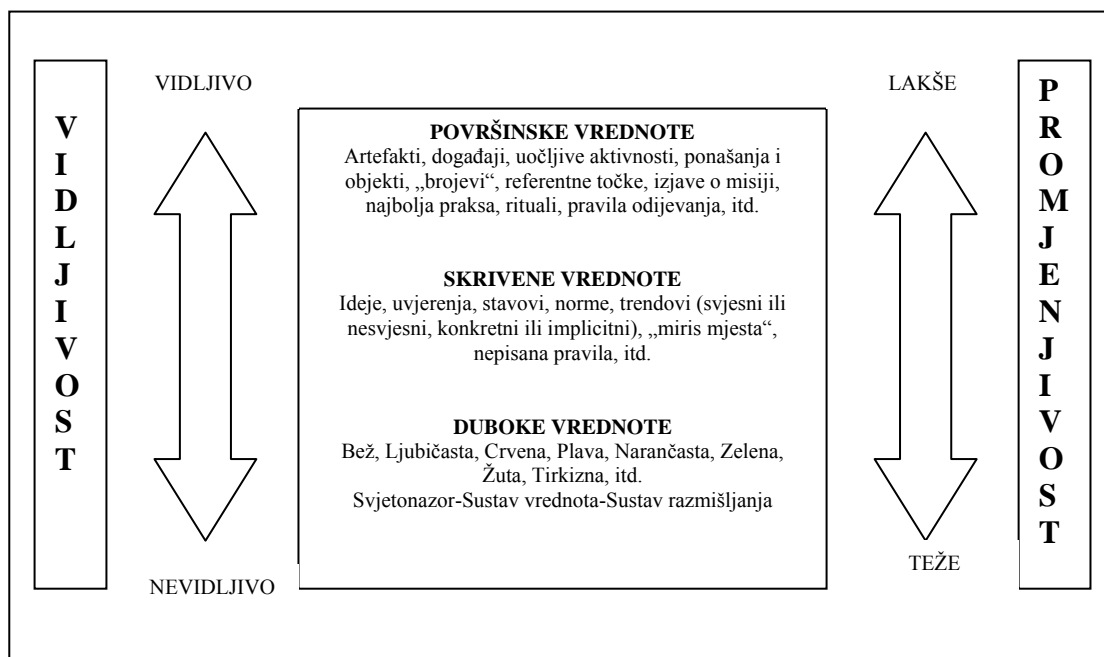 VIDLJIVOST
VIDLJIVO
NEVIDLJIVO
POVRŠINSKE VREDNOTE
Artefakti, događaji, uočljive aktivnosti, ponašanja i
objekti, „brojevi“, referentne točke, izjave o misiji,
najbolja praksa, rituali, pravila odijevanja, itd.
SKRIVENE VREDNOTE
Ideje, uvjerenja, stavovi, norme, trendovi (svjesni ili
nesvjesni, konkretni ili implicitni), „miris mjesta“,
nepisana pravila, itd.
DUBOKE VREDNOTE
Bež, Ljubičasta, Crvena, Plava, Narančasta, Zelena,
Žuta, Tirkizna, itd.
Svjetonazor-Sustav vrednota-Sustav razmišljanja
LAKŠE
TEŽE
PROMJENJIVOST